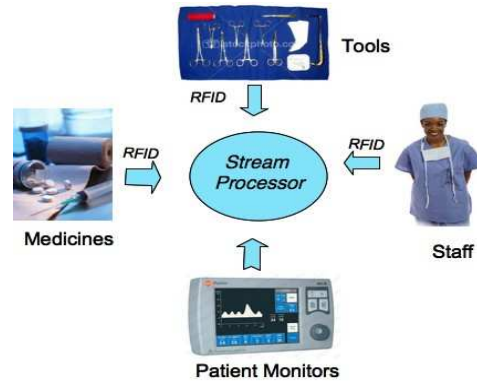 Tools
RFID
RFID
RFID
Stream
Processor
Medicines
Staff
Patient Monitors